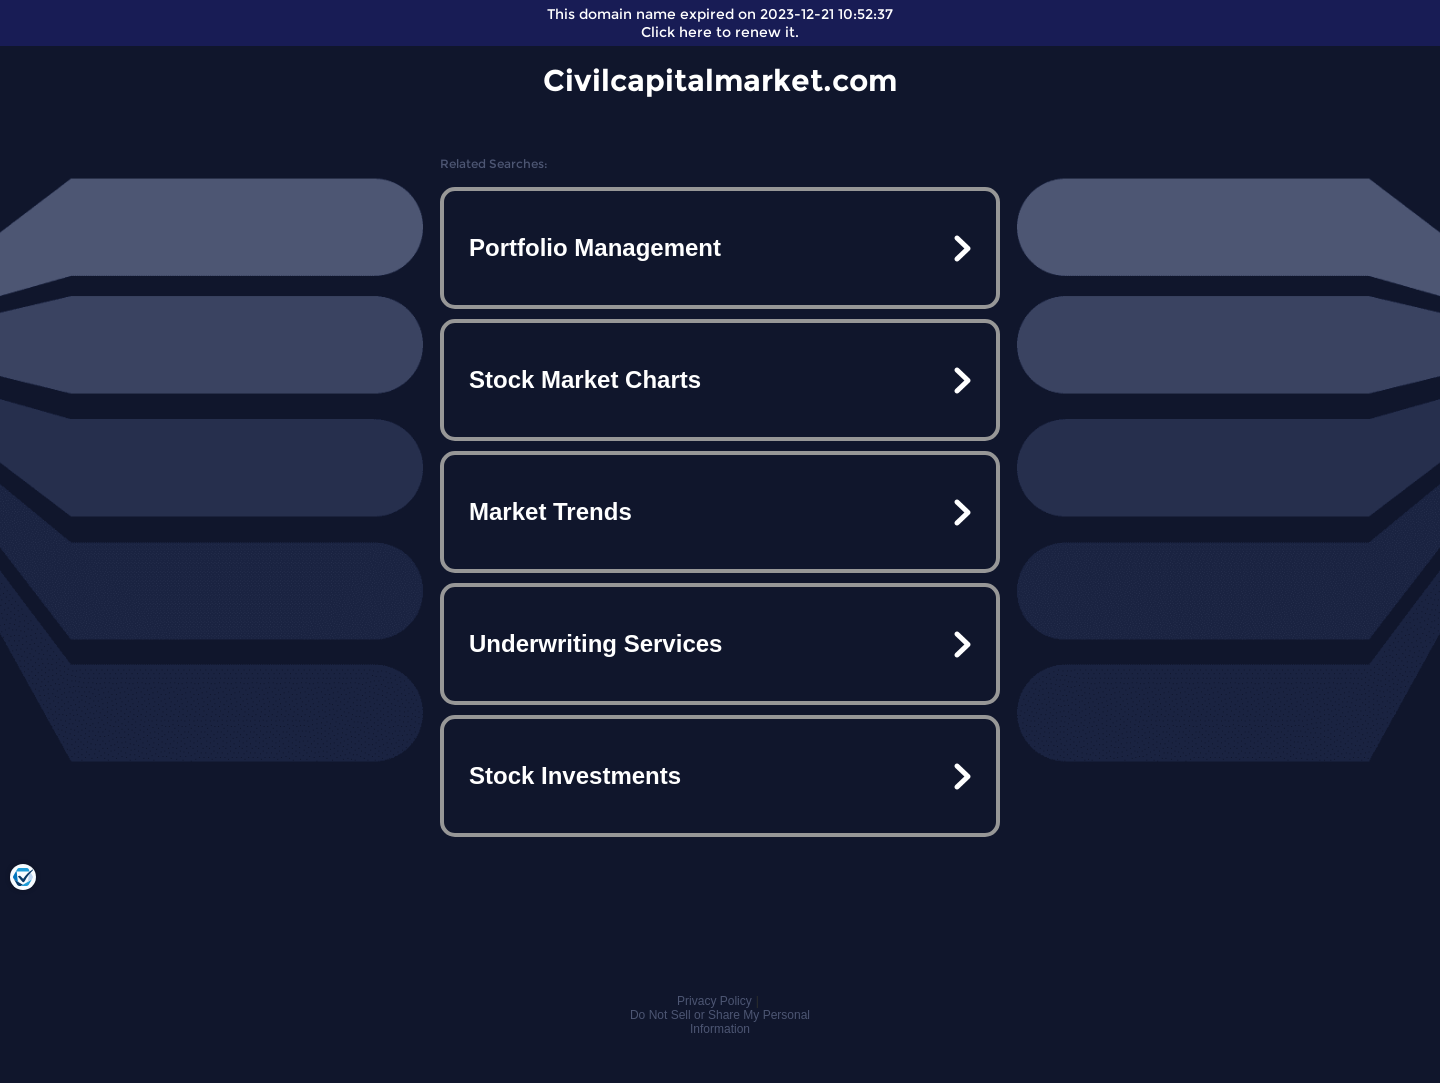 This domain name expired on 2023-12-21 10:52:37
Click here to renew it.
Civilcapitalmarket.com
Related Searches:
Portfolio Management
Stock Market Charts
Market Trends
Underwriting Services
Stock Investments
Privacy Policy |
Do Not Sell or Share My Personal
Information